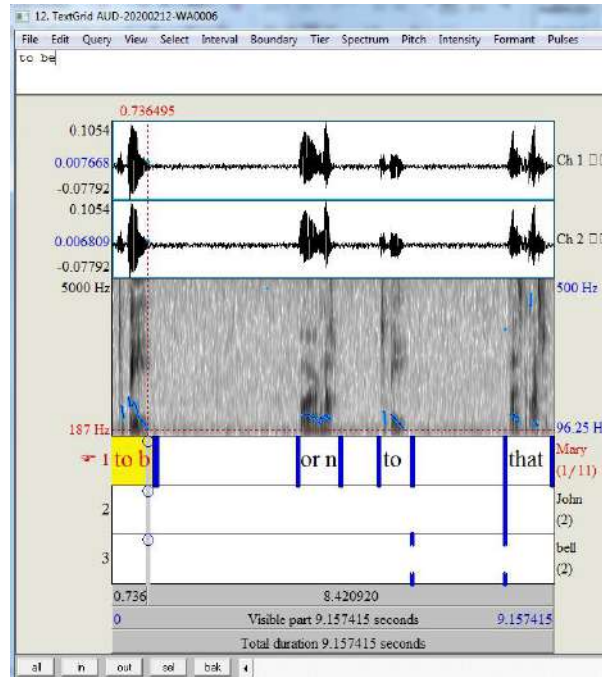 12. TextGrid AUD-20200212-WA0006
File Edit Query View Select Interval Boundary Tier Spectrum Pitch Intensity Formant Pulses
to be
0.736495
0.1054
0.007668
-0.07792
Ch 1
0.1054
0.006809
-0.07792
Ch 2
5000 Hz
500 Hz
187 Hz
96.25 H
1 to b or n to that Mary
(1/11)
2 John
(2)
3 bell
(2)
0.736 8.420920
0 Visible part 9.157415 seconds 9.157415
Total duration 9.157415 seconds
all in out sel bak